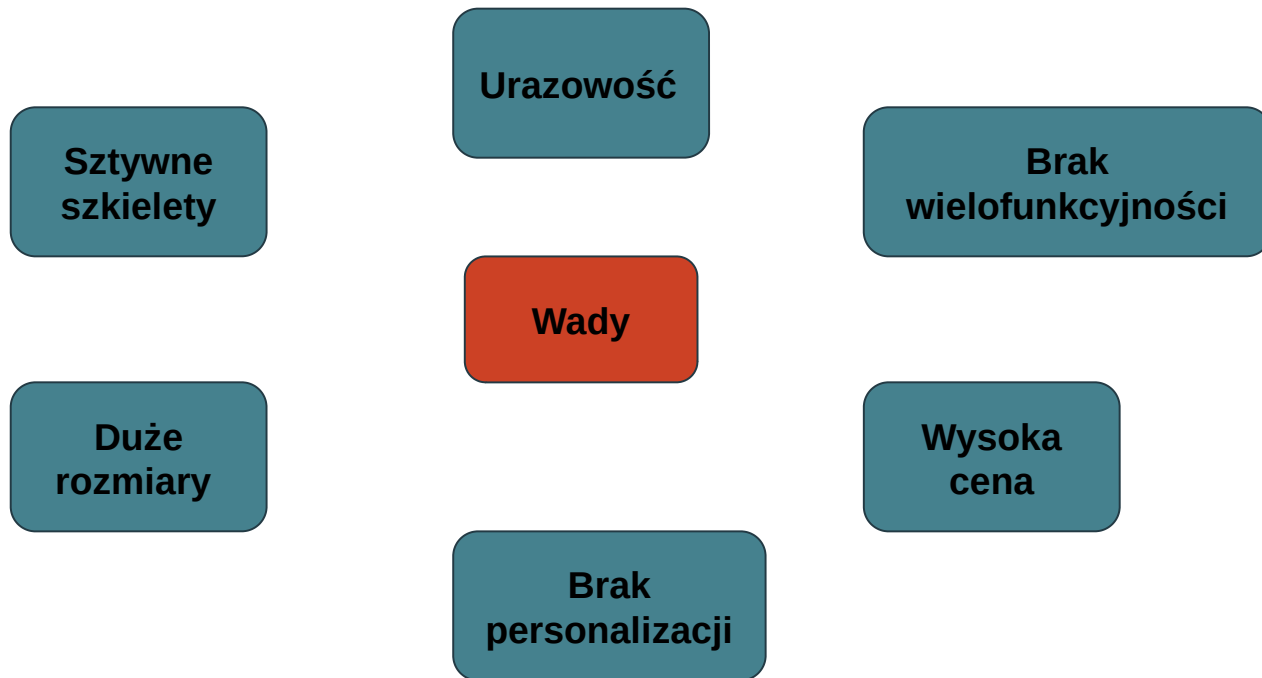 Urazowość
Sztywne
szkielety
Brak
wielofunkcyjności
Wady
Duże
rozmiary
Wysoka
cena
Brak
personalizacji